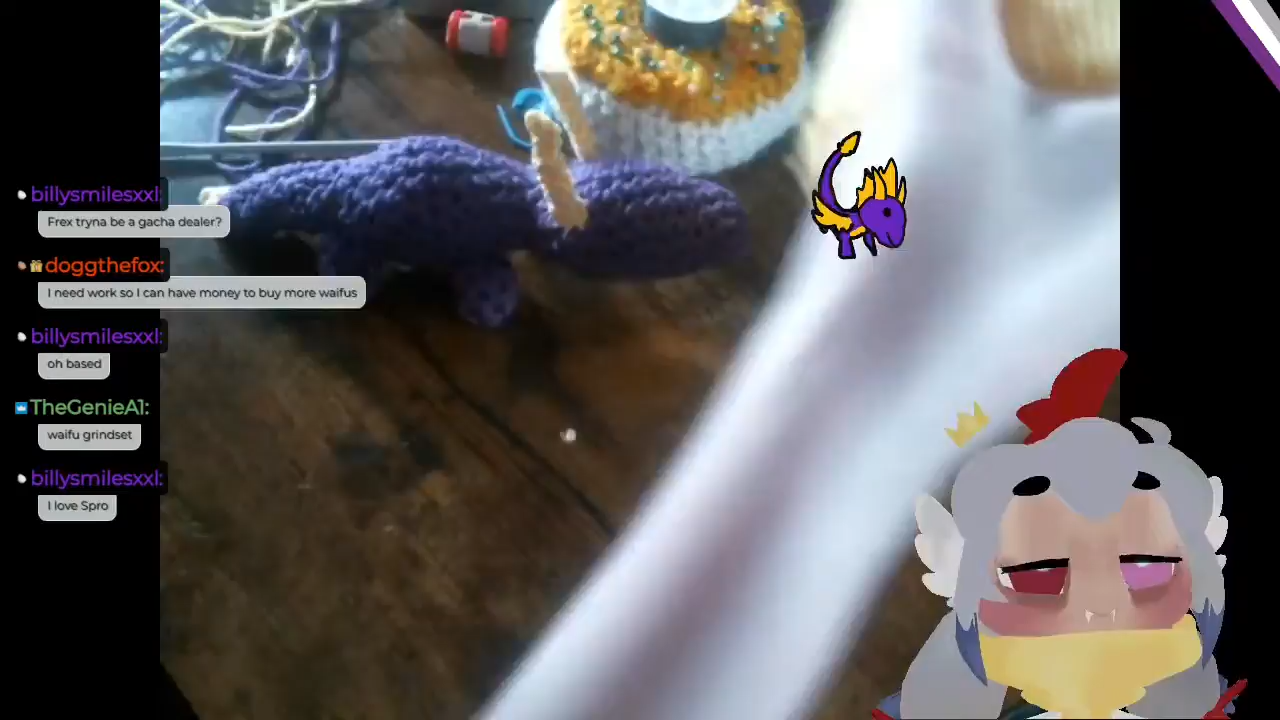 billysmilesxxl:
Frex tryna be a gacha dealer?
doggthefox:
I need work so I can have money to buy more waifus
billysmilesxxl:
oh based
TheGenieA1:
waifu grindset
billysmilesxxl:
I love Spro